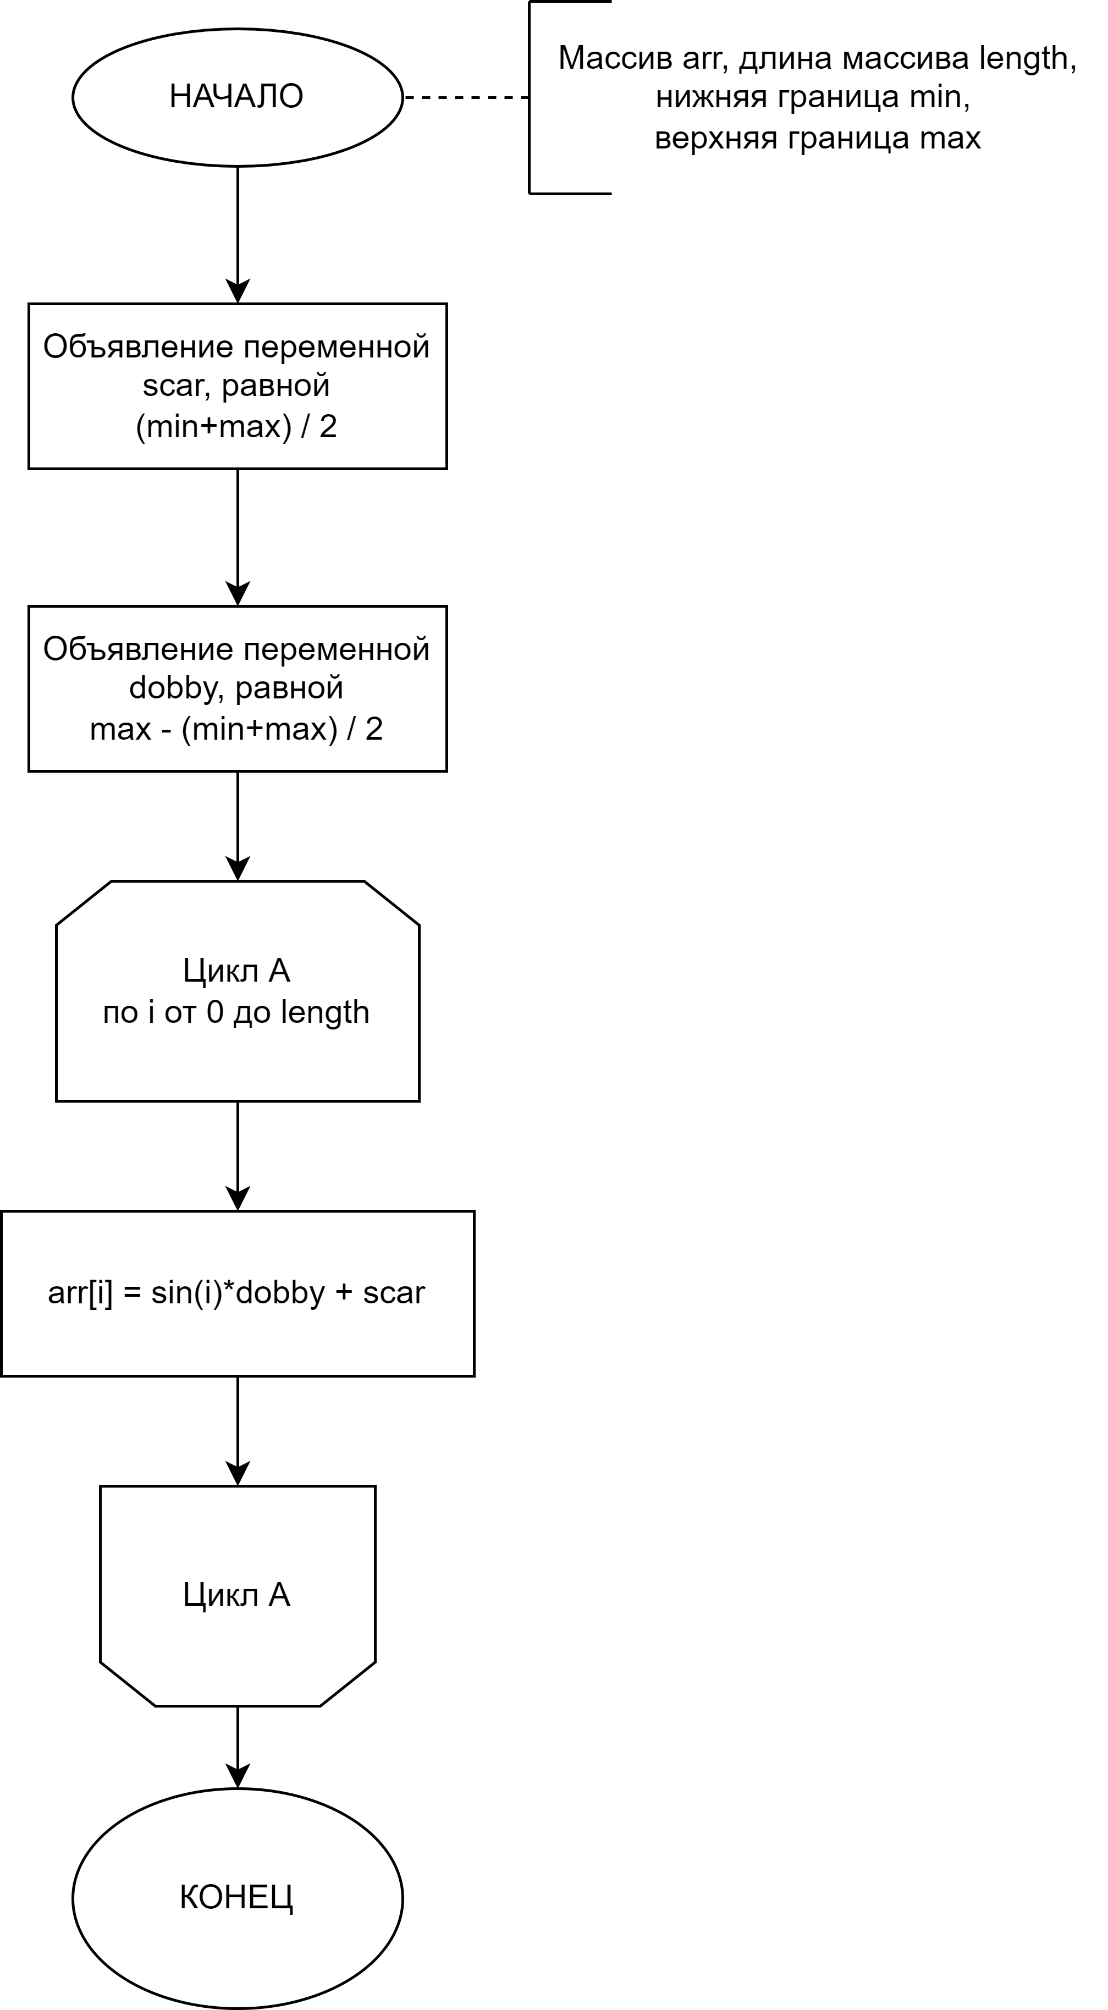 НАЧАЛО
Массив arr, длина массива length,
нижняя граница min,
верхняя граница max
Объявление переменной
scar, равной
(min+max) / 2
Объявление переменной
dobby, равной
max - (min+max) / 2
Цикл А
по i от 0 до length
arr[i] = sin(i)*dobby + scar
Цикл А
КОНЕЦ